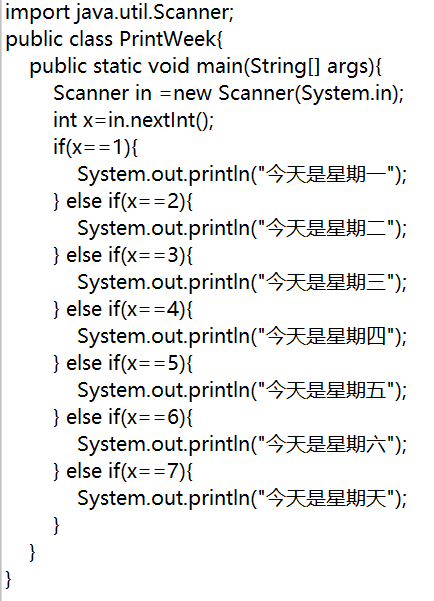 import java.util.Scanner;
public class PrintWeek{
public static void main(String[] args){
Scanner in =new Scanner(System.in);
int x=in.nextInt();
if(x==1){
System.out.println("今天是星期一");
} else if(x==2){
System.out.println("今天是星期二");
} else if(x==3){
System.out.println("今天是星期三");
} else if(x==4){
System.out.println("今天是星期四");
} else if(x==5){
System.out.println("今天是星期五");
} else if(x==6){
System.out.println("今天是星期六");
} else if(x==7){
System.out.println("今天是星期天");
}
}
}